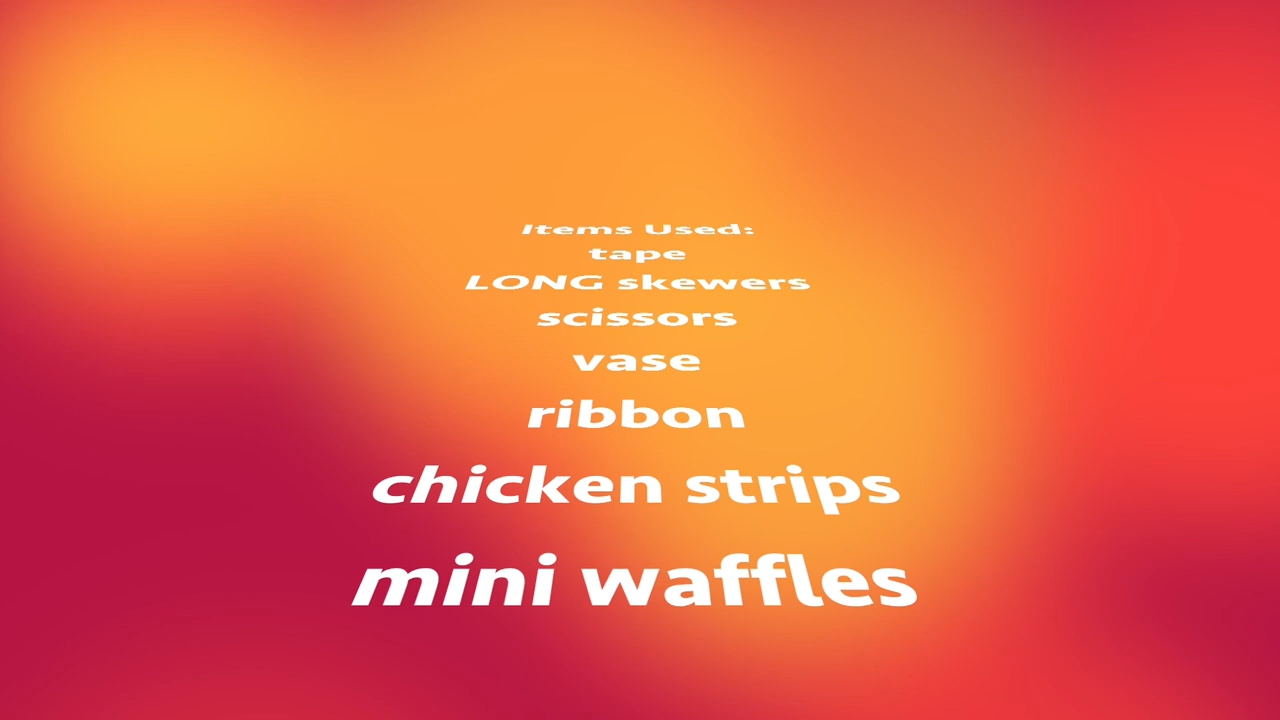 Items Used:
tape
LONG skewers
scissors
vase
ribbon
chicken strips
mini waffles